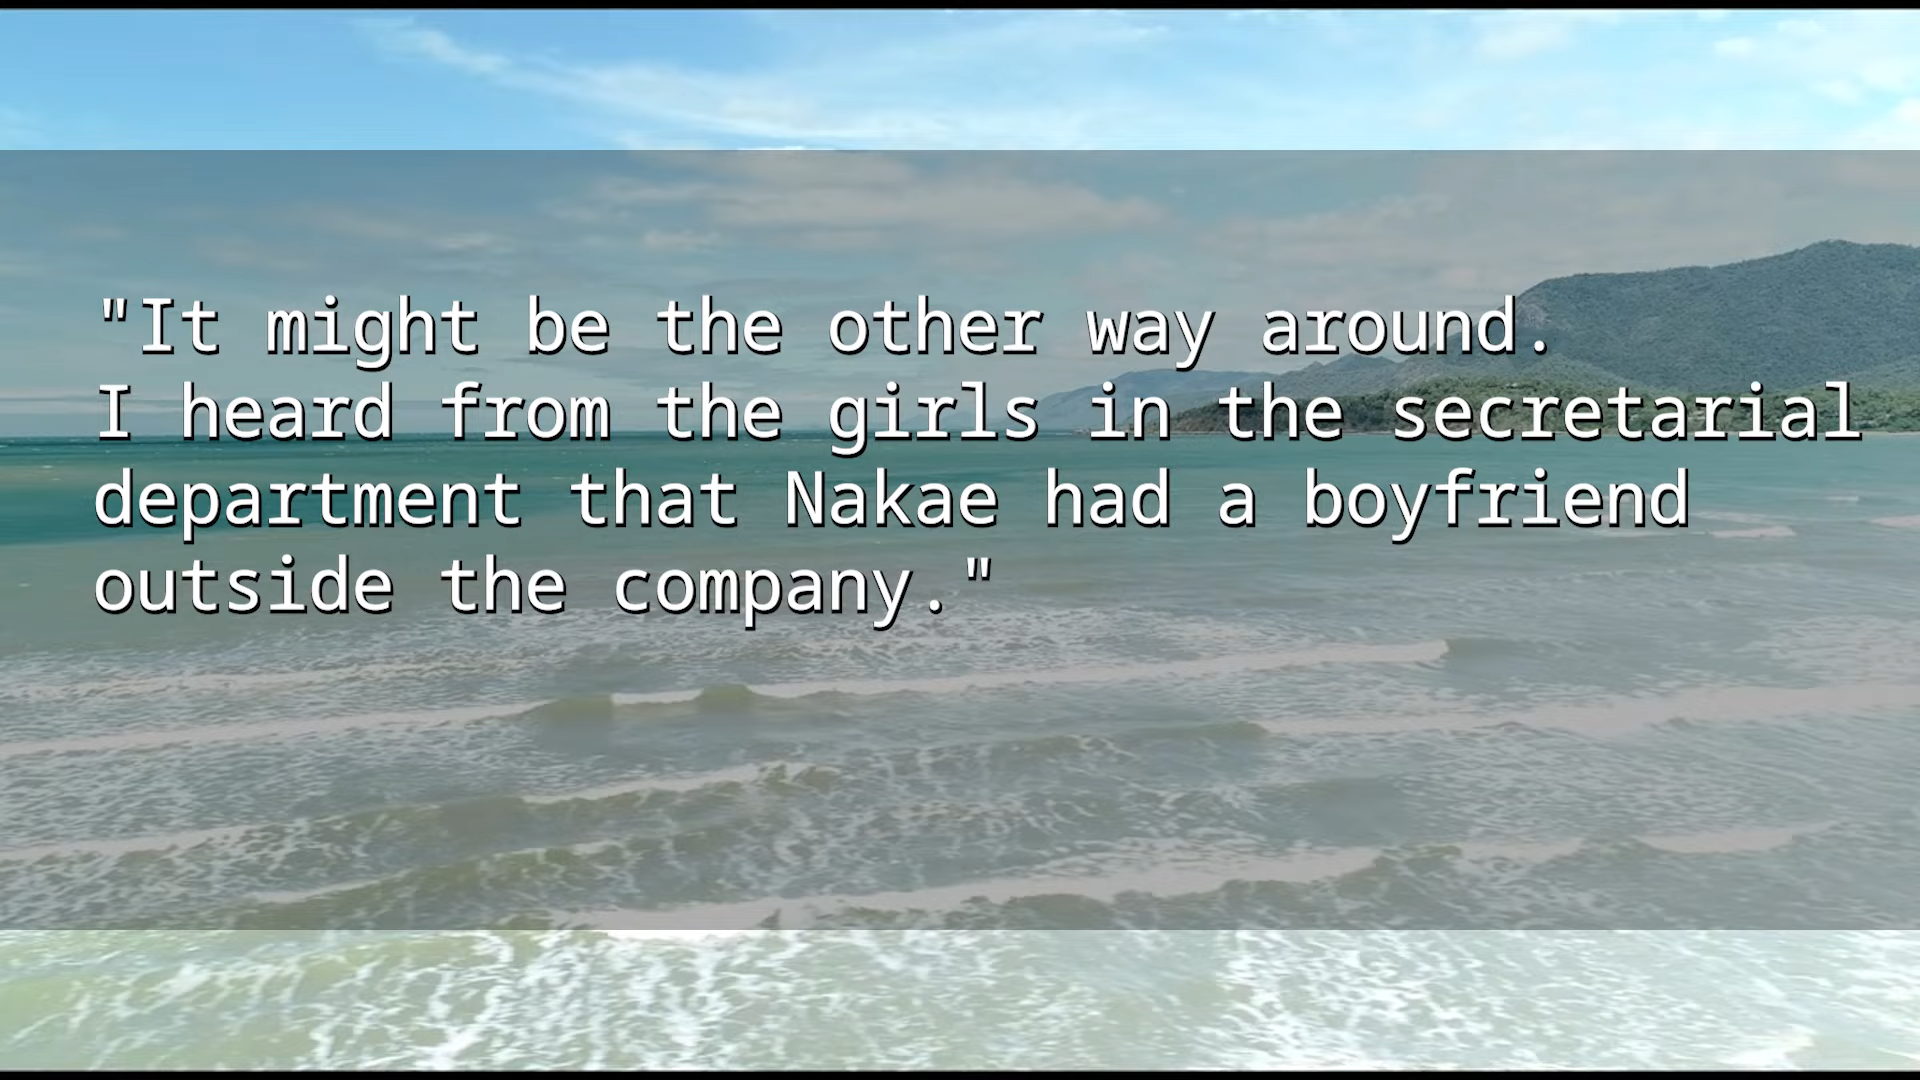 "It might be the other way around.
I heard from the girls in the secretarial
department that Nakae had a boyfriend
outside the company."